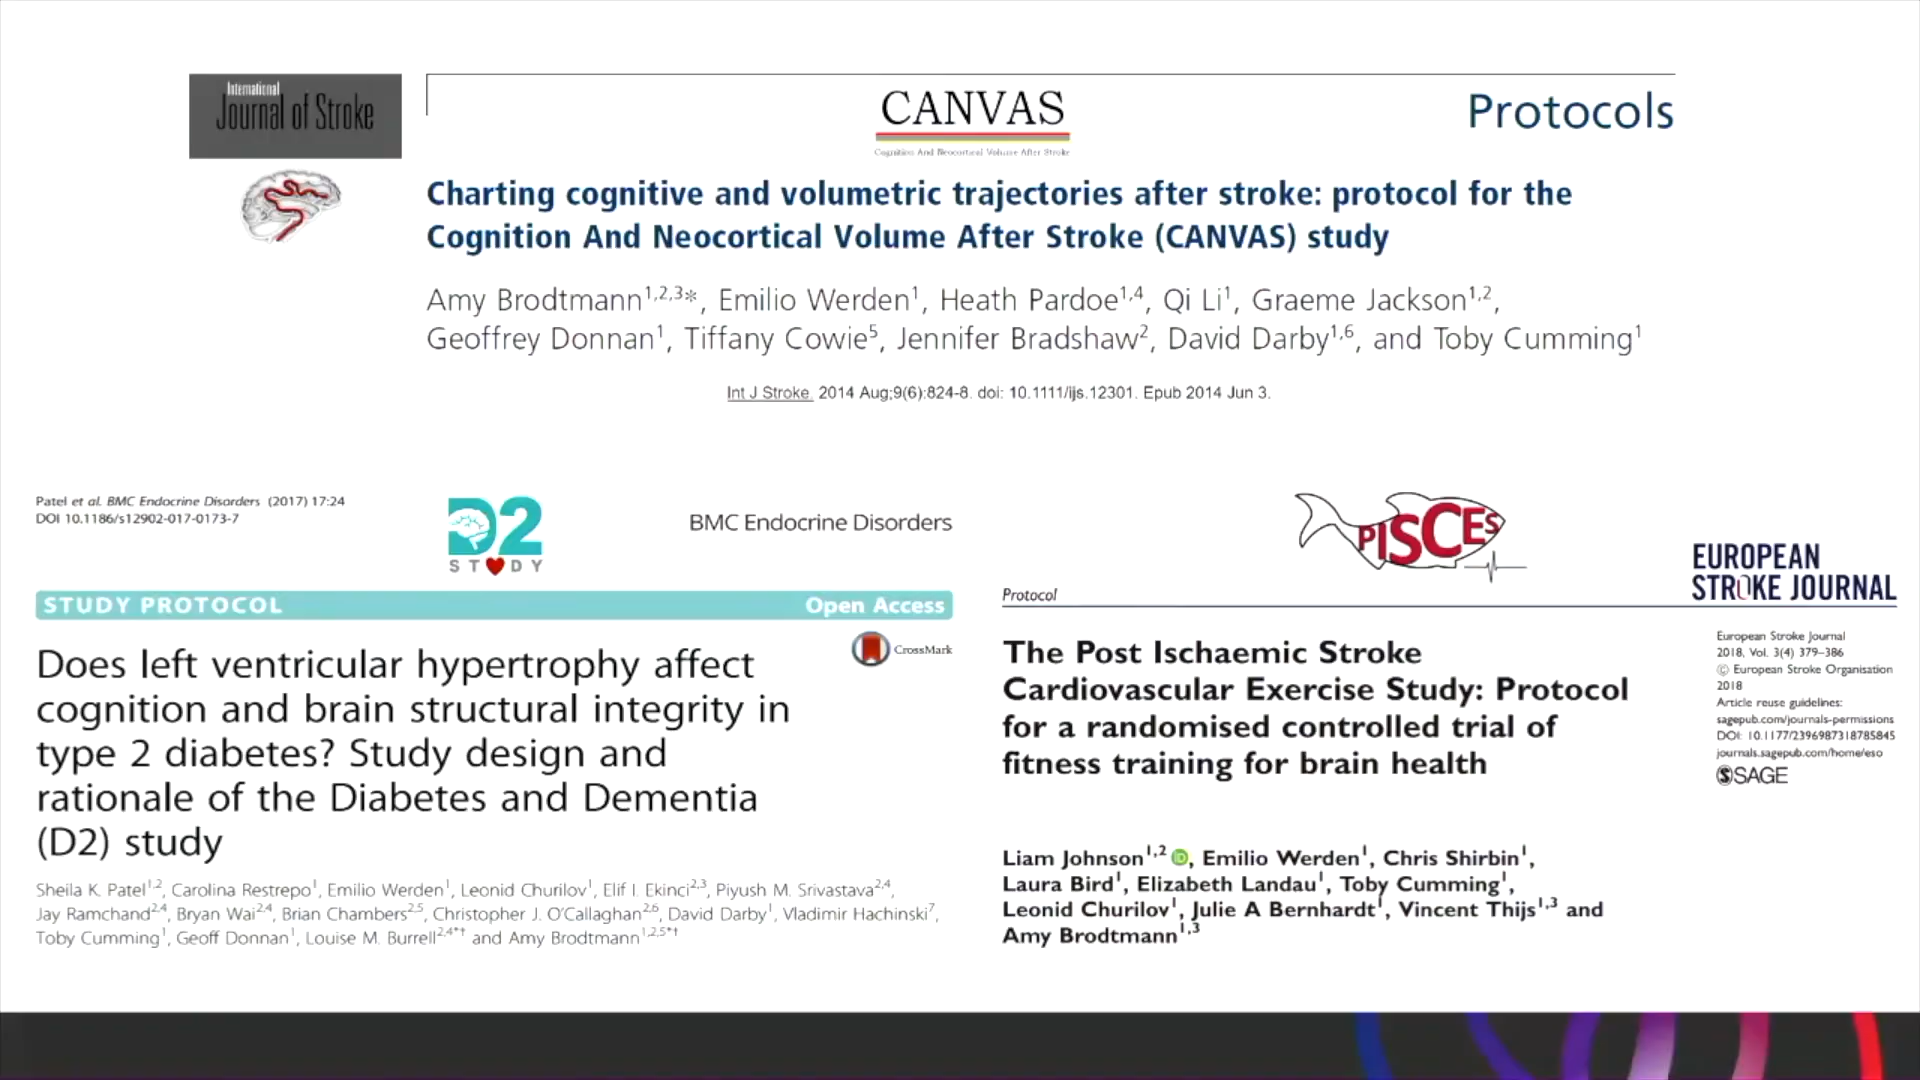 International
Journal of Stroke
CANVAS
Cognition And Neocortical Volume After Stroke
Protocols
Charting cognitive and volumetric trajectories after stroke: protocol for the
Cognition And Neocortical Volume After Stroke (CANVAS) study
Amy Brodtmann1,2,3*, Emilio Werden1, Heath Pardoe1,4, Qi Li1, Graeme Jackson1,2,
Geoffrey Donnan1, Tiffany Cowie5, Jennifer Bradshaw2, David Darby1,6, and Toby Cumming1
Int J Stroke. 2014 Aug;9(6):824-8. doi: 10.1111/ijs.12301. Epub 2014 Jun 3.
Patel et al. BMC Endocrine Disorders (2017) 17:24
DOI 10.1186/s12902-017-0173-7
D2
ST♥DY
BMC Endocrine Disorders
STUDY PROTOCOL
Open Access
CrossMark
Does left ventricular hypertrophy affect
cognition and brain structural integrity in
type 2 diabetes? Study design and
rationale of the Diabetes and Dementia
(D2) study
Sheila K. Patel1,2, Carolina Restrepo1, Emilio Werden1, Leonid Churilov1, Elif I. Ekinci2,3, Piyush M. Srivastava2,4,
Jay Ramchand2,4, Bryan Wai2,4, Brian Chambers2,5, Christopher J. O'Callaghan2,6, David Darby1, Vladimir Hachinski7,
Toby Cumming1, Geoff Donnan1, Louise M. Burrell2,4*† and Amy Brodtmann1,2,5*†
PISCES
Protocol
EUROPEAN
STROKE JOURNAL
The Post Ischaemic Stroke
Cardiovascular Exercise Study: Protocol
for a randomised controlled trial of
fitness training for brain health
European Stroke Journal
2018, Vol. 3(4) 379–386
© European Stroke Organisation
2018
Article reuse guidelines:
sagepub.com/journals-permissions
DOI: 10.1177/2396987318785845
journals.sagepub.com/home/eso
SAGE
Liam Johnson1,2 iD, Emilio Werden1, Chris Shirbin1,
Laura Bird1, Elizabeth Landau1, Toby Cumming1,
Leonid Churilov1, Julie A Bernhardt1, Vincent Thijs1,3 and
Amy Brodtmann1,3